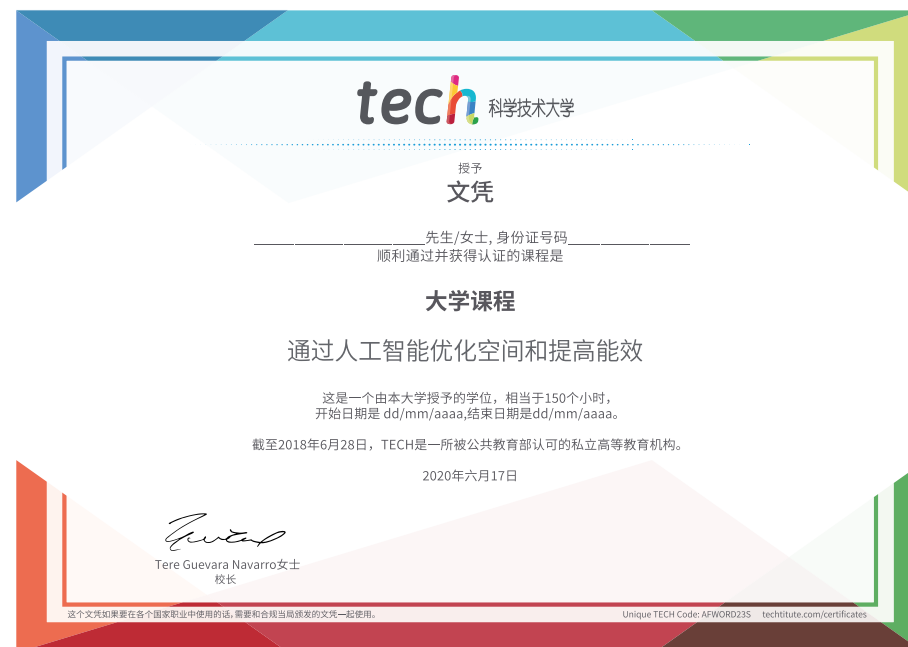 tech 科学技术大学
授予
文凭
先生/女士, 身份证号码
顺利通过并获得认证的课程是
大学课程
通过人工智能优化空间和提高能效
这是一个由本大学授予的学位，相当于150个小时，
开始日期是 dd/mm/aaaa,结束日期是dd/mm/aaaa。
截至2018年6月28日，TECH是一所被公共教育部认可的私立高等教育机构。
2020年六月17日
Tere Guevara Navarro女士
校长
这个文凭如果要在各个国家职业中使用的话,需要和合规当局颁发的文凭一起使用。
Unique TECH Code: AFWORD23S techtitute.com/certificates